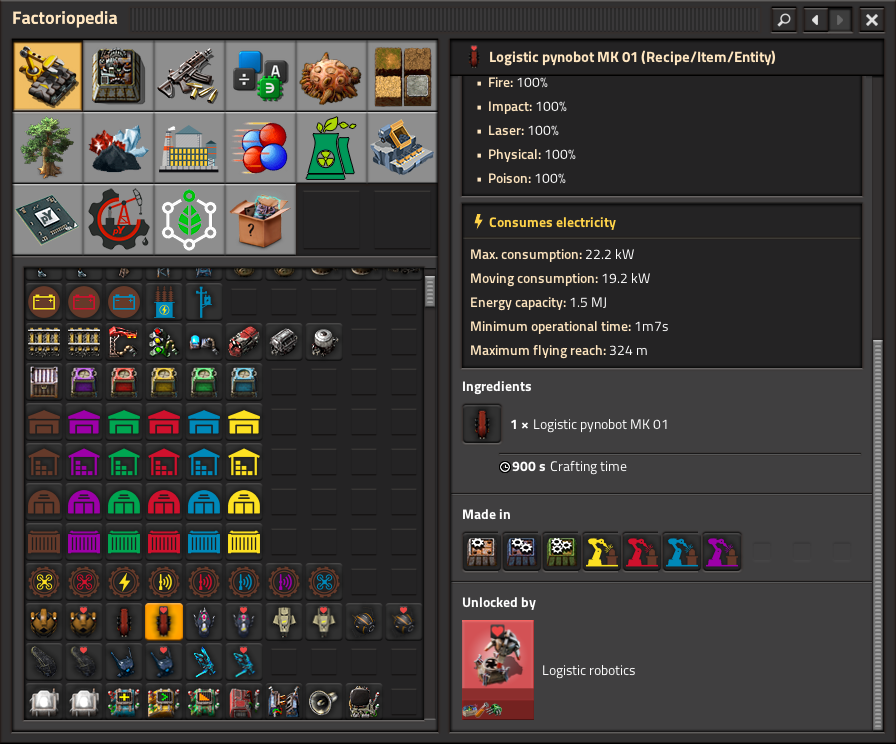 Factoriopedia
Logistic pynobot MK 01 (Recipe/Item/Entity)
▪ Fire: 100%
▪ Impact: 100%
▪ Laser: 100%
▪ Physical: 100%
▪ Poison: 100%
Consumes electricity
Max. consumption: 22.2 kW
Moving consumption: 19.2 kW
Energy capacity: 1.5 MJ
Minimum operational time: 1m7s
Maximum flying reach: 324 m
Ingredients
1 × Logistic pynobot MK 01
900 s Crafting time
Made in
Unlocked by
Logistic robotics